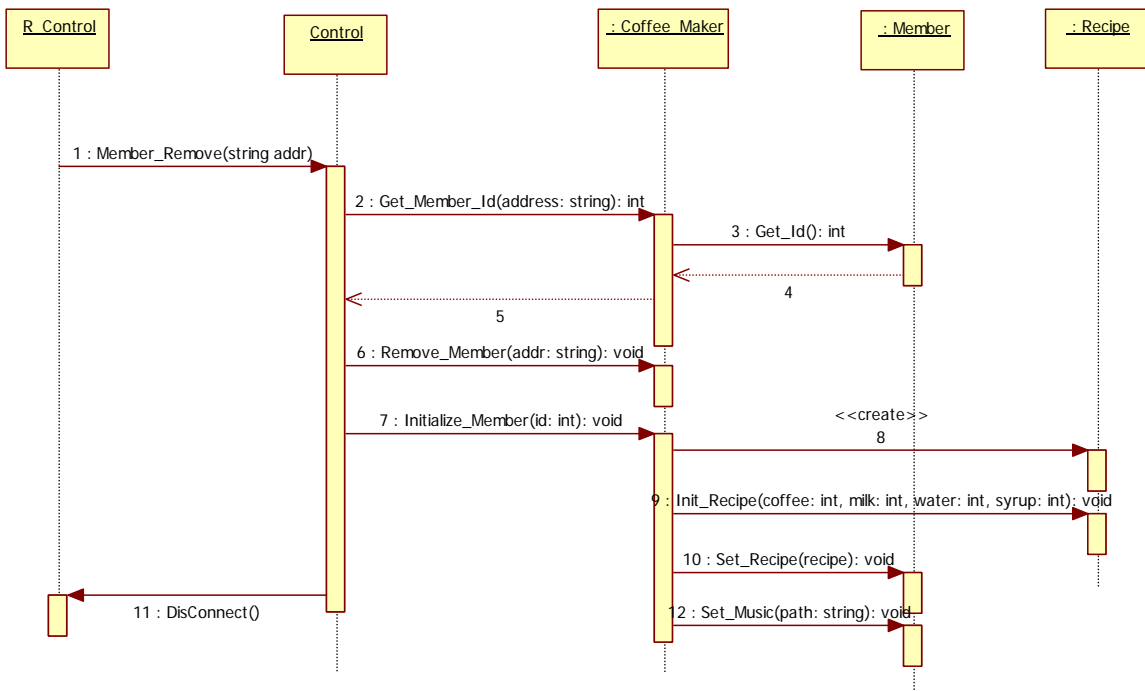 R_Control
Control
: Coffee_Maker
: Member
: Recipe
1 : Member_Remove(string addr)
2 : Get_Member_Id(address: string): int
3 : Get_Id(): int
4
5
6 : Remove_Member(addr: string): void
7 : Initialize_Member(id: int): void
<<create>>
8
9 : Init_Recipe(coffee: int, milk: int, water: int, syrup: int): void
10 : Set_Recipe(recipe): void
11 : DisConnect()
12 : Set_Music(path: string): void